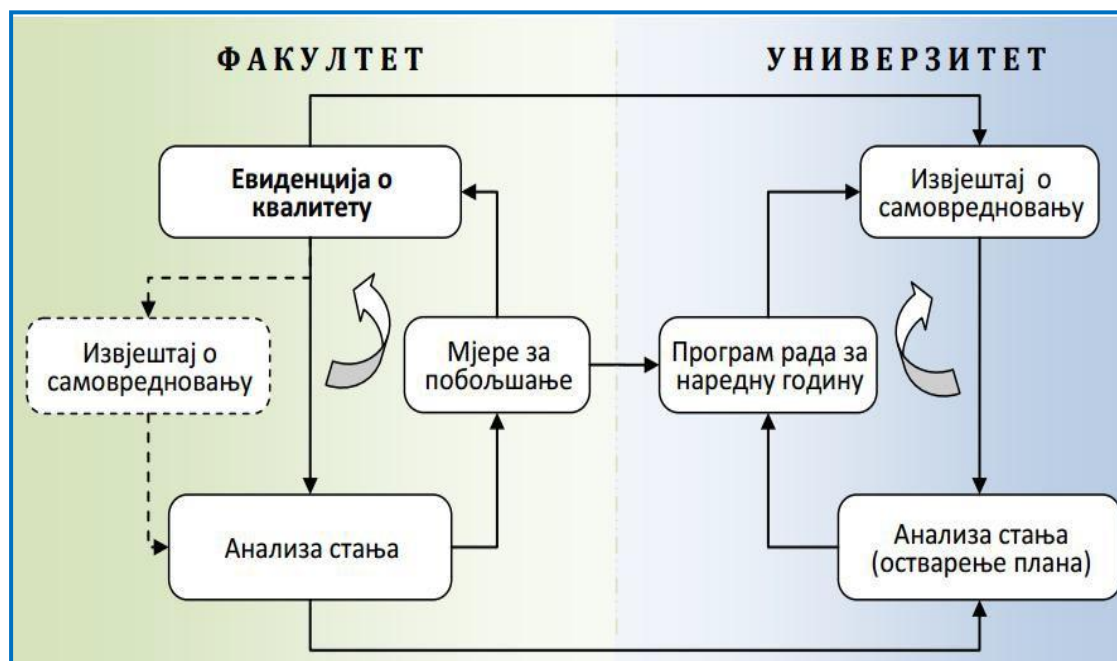 ФАКУЛТЕТ
УНИВЕРЗИТЕТ
Евиденција о
квалитету
Извјештај о
самовредновању
Извјештај о
самовредновању
Мјере за
побољшање
Програм рада за
наредну годину
Анализа стања
Анализа стања
(остварење плана)